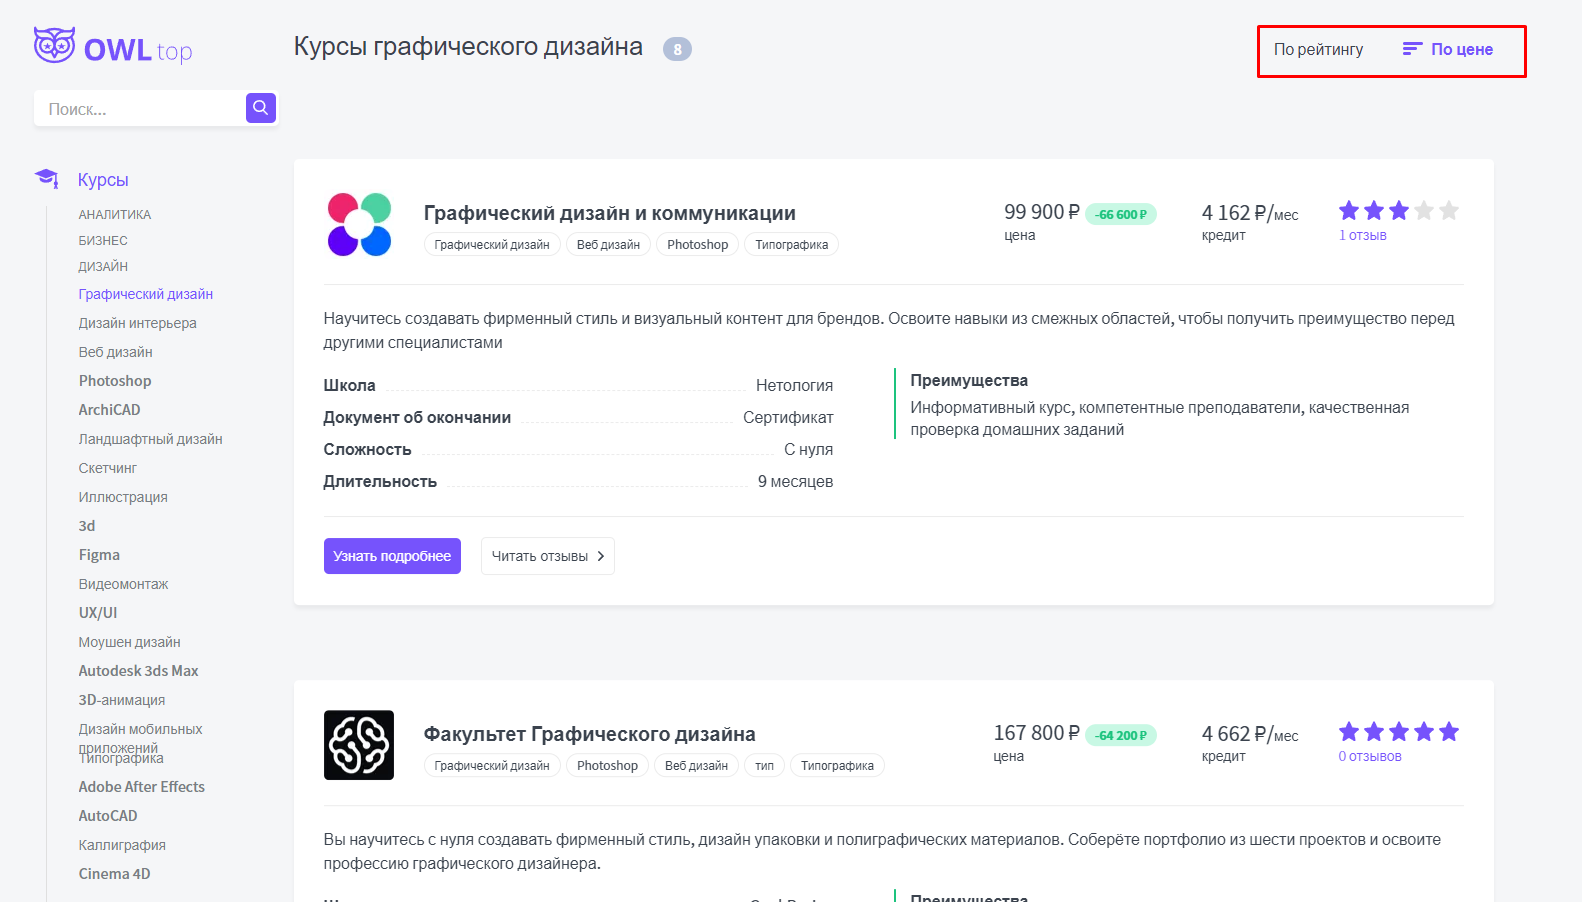 OWL top
Курсы графического дизайна 8
По рейтингу По цене
Поиск...
Курсы
АНАЛИТИКА
БИЗНЕС
ДИЗАЙН
Графический дизайн
Дизайн интерьера
Веб дизайн
Photoshop
ArchiCAD
Ландшафтный дизайн
Скетчинг
Иллюстрация
3d
Figma
Видеомонтаж
UX/UI
Моушен дизайн
Autodesk 3ds Max
3D-анимация
Дизайн мобильных
приложений
Типографика
Adobe After Effects
AutoCAD
Каллиграфия
Cinema 4D
Графический дизайн и коммуникации
Графический дизайн Веб дизайн Photoshop Типографика
99 900 ₽ -66 600 ₽
цена
4 162 ₽/мес
кредит
1 отзыв
Научитесь создавать фирменный стиль и визуальный контент для брендов. Освоите навыки из смежных областей, чтобы получить преимущество перед
другими специалистами
Школа Нетология
Документ об окончании Сертификат
Сложность С нуля
Длительность 9 месяцев
Преимущества
Информативный курс, компетентные преподаватели, качественная
проверка домашних заданий
Узнать подробнее Читать отзывы
Факультет Графического дизайна
Графический дизайн Photoshop Веб дизайн тип Типографика
167 800 ₽ -64 200 ₽
цена
4 662 ₽/мес
кредит
0 отзывов
Вы научитесь с нуля создавать фирменный стиль, дизайн упаковки и полиграфических материалов. Соберёте портфолио из шести проектов и освоите
профессию графического дизайнера.
Преимущества